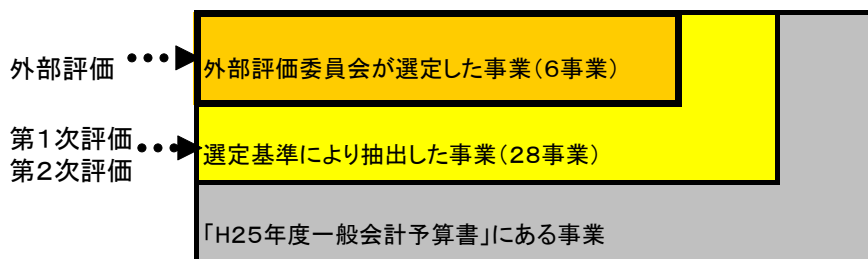 外部評価
外部評価委員会が選定した事業(6事業)
第1次評価
第2次評価
選定基準により抽出した事業(28事業)
「H25年度一般会計予算書」にある事業